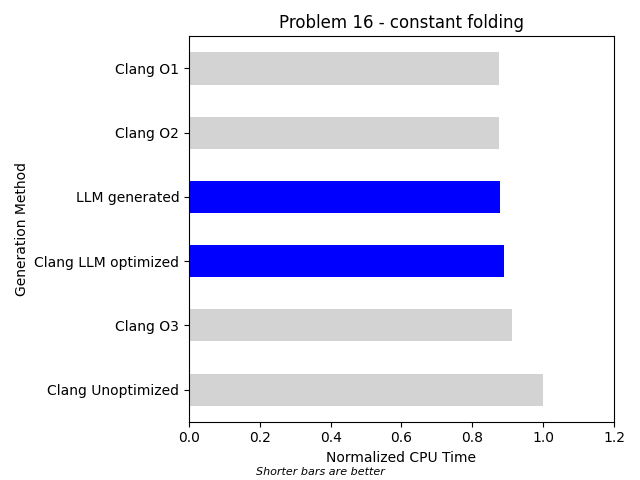 Problem 16 - constant folding
Clang O1
Clang O2
LLM generated
Clang LLM optimized
Clang O3
Clang Unoptimized
Generation Method
0.0 0.2 0.4 0.6 0.8 1.0 1.2
Normalized CPU Time
Shorter bars are better